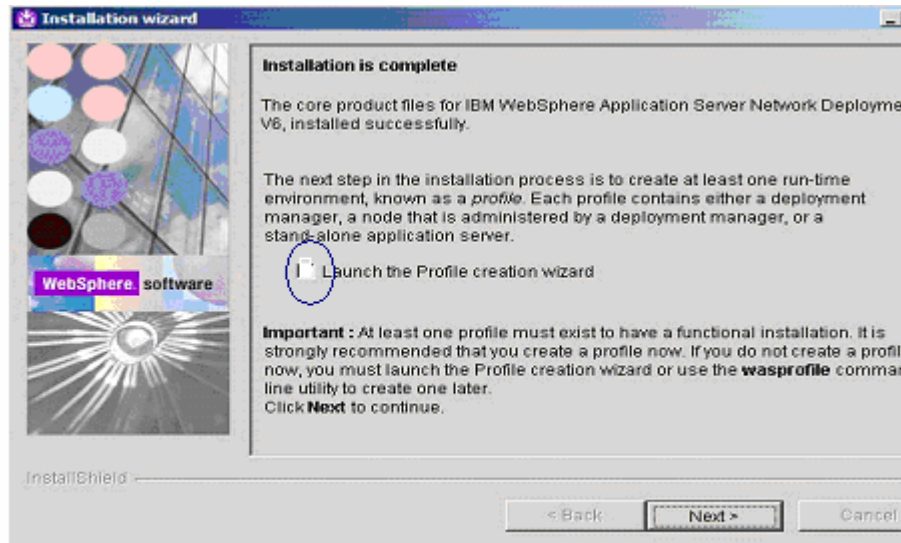 Installation wizard
Installation is complete
The core product files for IBM WebSphere Application Server Network Deployme
V6, installed successfully.
The next step in the installation process is to create at least one run-time
environment, known as a profile. Each profile contains either a deployment
manager, a node that is administered by a deployment manager, or a
stand-alone application server.
Launch the Profile creation wizard
WebSphere. software
Important : At least one profile must exist to have a functional installation. It is
strongly recommended that you create a profile now. If you do not create a profil
now, you must launch the Profile creation wizard or use the wasprofile comman
line utility to create one later.
Click Next to continue.
InstallShield
< Back
Next >
Cancel